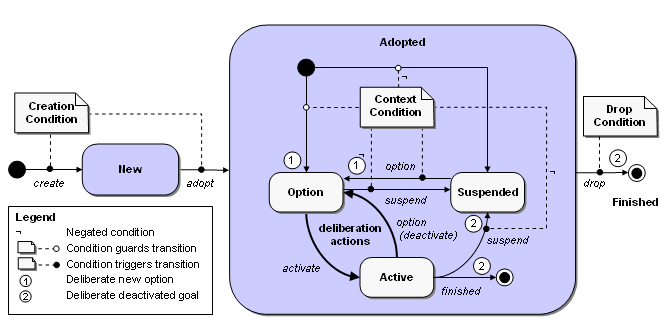 Adopted
Creation
Condition
Context
Condition
Drop
Condition
¬
¬
¬
1
1
2
New
create
adopt
option
Option
suspend
Suspended
drop
Finished
deliberation
actions
option
(deactivate)
2
suspend
activate
Active
2
finished
Legend
¬ Negated condition
Condition guards transition
Condition triggers transition
1 Deliberate new option
2 Deliberate deactivated goal